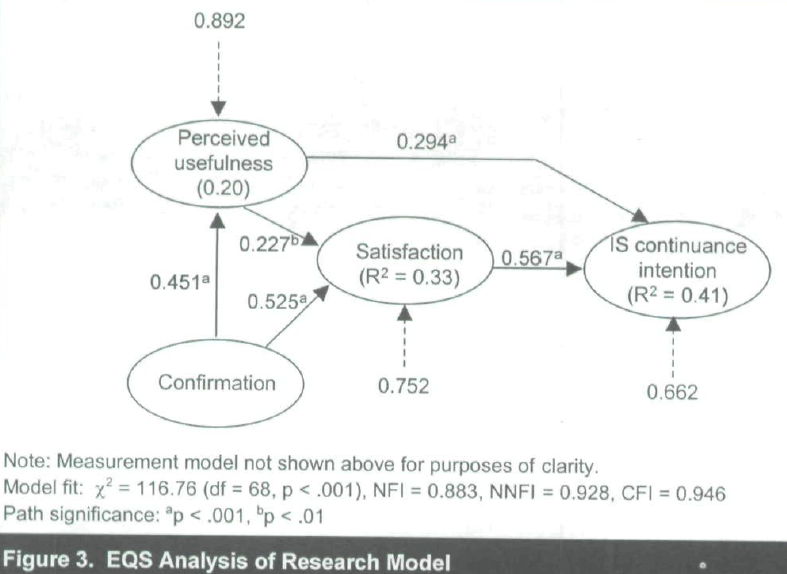 0.892
Perceived
usefulness
(0.20)
0.294ᵃ
0.227ᵇ
Satisfaction
(R² = 0.33)
0.567ᵃ
IS continuance
intention
(R² = 0.41)
0.451ᵃ
0.525ᵃ
Confirmation
0.752
0.662
Note: Measurement model not shown above for purposes of clarity.
Model fit: χ² = 116.76 (df = 68, p < .001), NFI = 0.883, NNFI = 0.928, CFI = 0.946
Path significance: ᵃp < .001, ᵇp < .01
Figure 3. EQS Analysis of Research Model